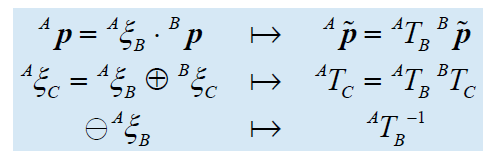 ᴬp = ᴬξ_B · ᴮp ↦ ᴬp̃ = ᴬT_B ᴮp̃
ᴬξ_C = ᴬξ_B ⊕ ᴮξ_C ↦ ᴬT_C = ᴬT_B ᴮT_C
⊖ᴬξ_B ↦ ᴬT_B⁻¹